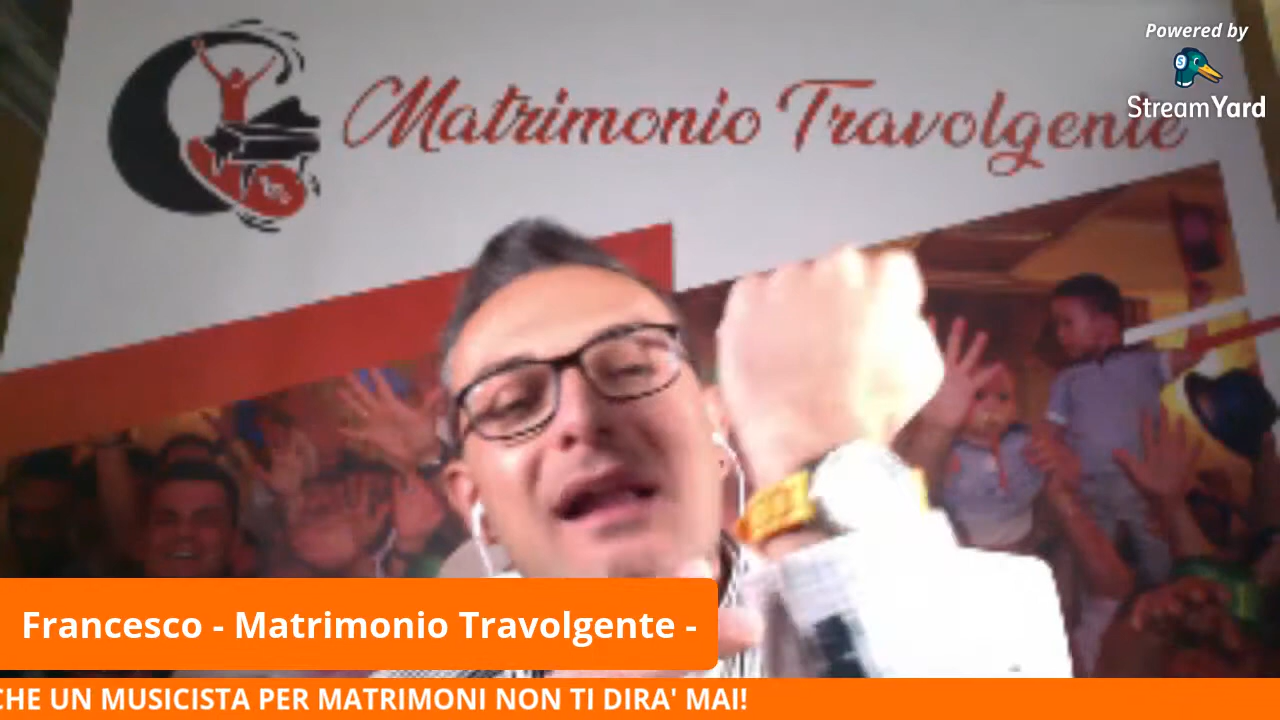 Powered by
StreamYard
Matrimonio Travolgente
Francesco - Matrimonio Travolgente -
CHE UN MUSICISTA PER MATRIMONI NON TI DIRA' MAI!